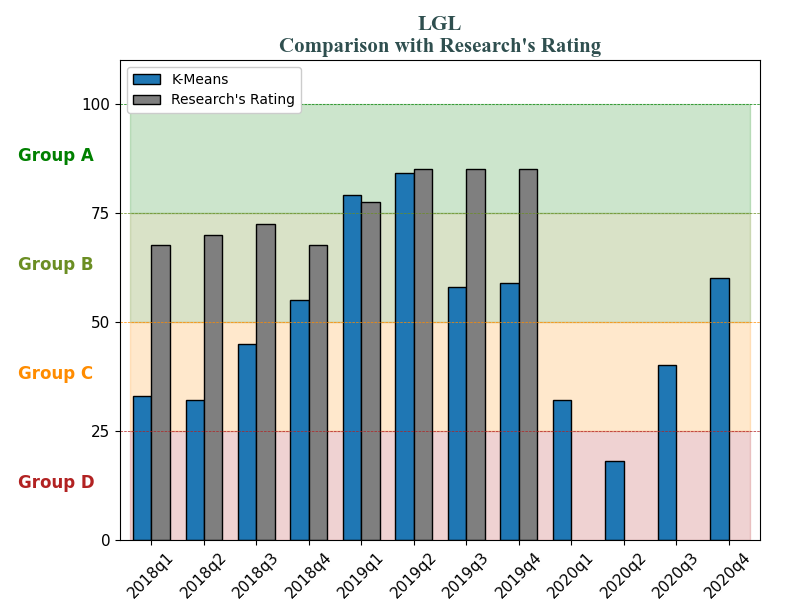 LGL
Comparison with Research's Rating
K-Means
Research's Rating
100
Group A
75
Group B
50
Group C
25
Group D
0
2018q1
2018q2
2018q3
2018q4
2019q1
2019q2
2019q3
2019q4
2020q1
2020q2
2020q3
2020q4